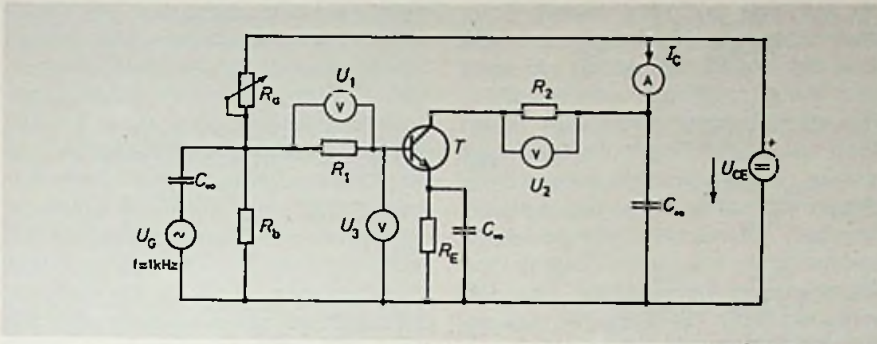 I_C
A
U_1
V
R_a
R_2
R_1
T
V
U_2
+
U_CE
C_∞
U_3
V
C_∞
C_∞
U_G
R_b
R_E
f=1kHz